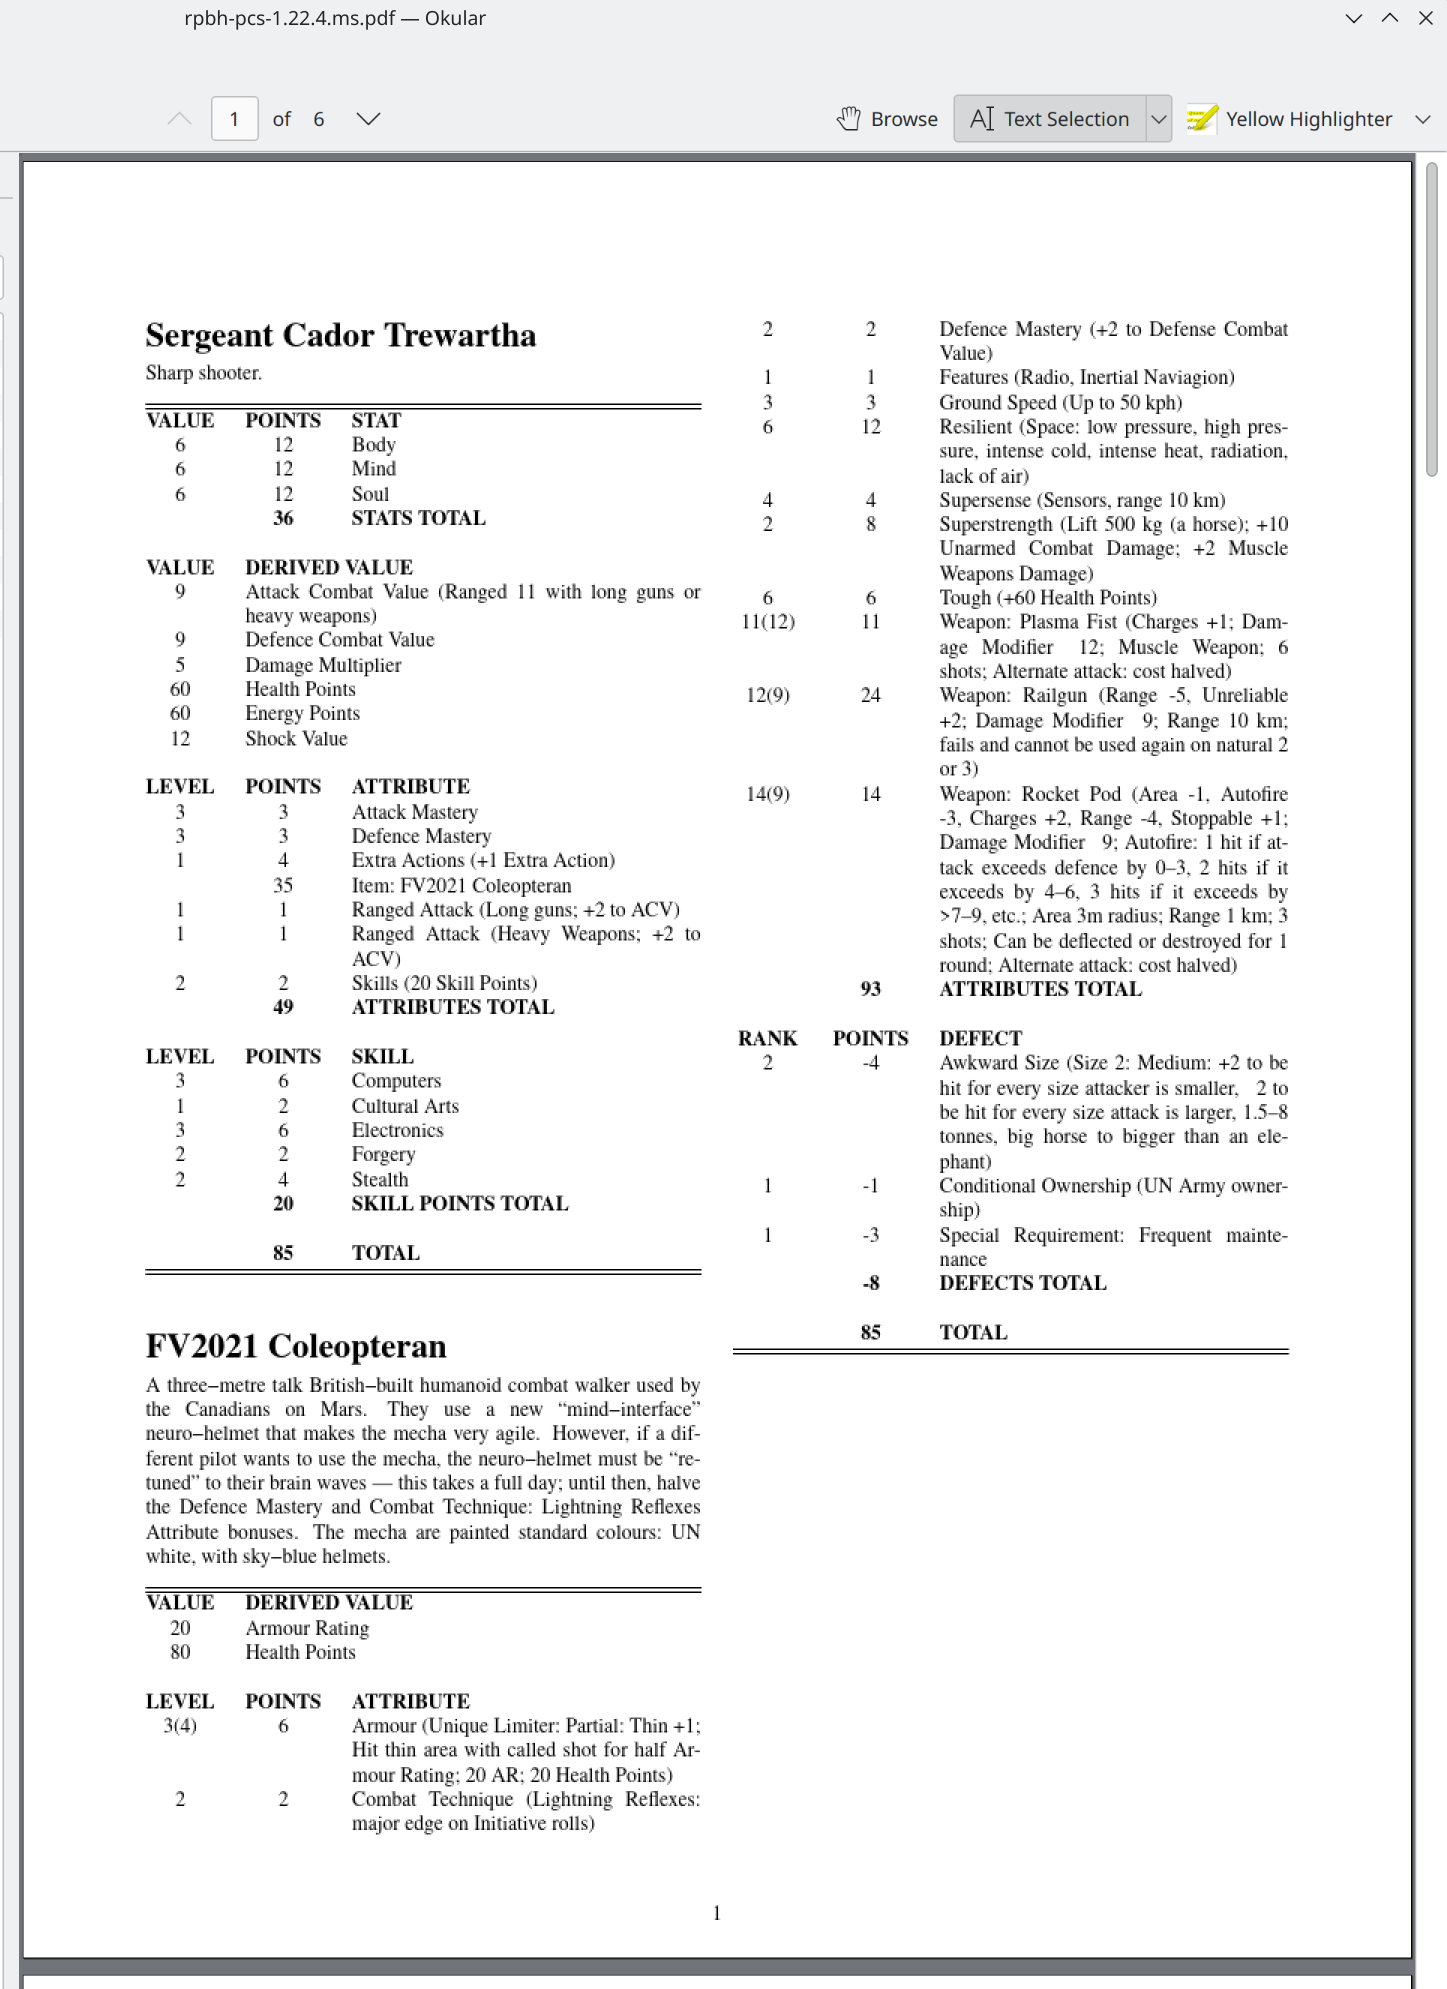 rpbh-pcs-1.22.4.ms.pdf — Okular
1 of 6
Browse
Text Selection
Yellow Highlighter
Sergeant Cador Trewartha
Sharp shooter.
VALUE POINTS STAT
6 12 Body
6 12 Mind
6 12 Soul
36 STATS TOTAL
VALUE DERIVED VALUE
9 Attack Combat Value (Ranged 11 with long guns or
heavy weapons)
9 Defence Combat Value
5 Damage Multiplier
60 Health Points
60 Energy Points
12 Shock Value
LEVEL POINTS ATTRIBUTE
3 3 Attack Mastery
3 3 Defence Mastery
1 4 Extra Actions (+1 Extra Action)
35 Item: FV2021 Coleopteran
1 1 Ranged Attack (Long guns; +2 to ACV)
1 1 Ranged Attack (Heavy Weapons; +2 to
ACV)
2 2 Skills (20 Skill Points)
49 ATTRIBUTES TOTAL
LEVEL POINTS SKILL
3 6 Computers
1 2 Cultural Arts
3 6 Electronics
2 2 Forgery
2 4 Stealth
20 SKILL POINTS TOTAL
85 TOTAL
FV2021 Coleopteran
A three–metre talk British–built humanoid combat walker used by
the Canadians on Mars. They use a new “mind–interface”
neuro–helmet that makes the mecha very agile. However, if a dif-
ferent pilot wants to use the mecha, the neuro–helmet must be “re-
tuned” to their brain waves — this takes a full day; until then, halve
the Defence Mastery and Combat Technique: Lightning Reflexes
Attribute bonuses. The mecha are painted standard colours: UN
white, with sky–blue helmets.
VALUE DERIVED VALUE
20 Armour Rating
80 Health Points
LEVEL POINTS ATTRIBUTE
3(4) 6 Armour (Unique Limiter: Partial: Thin +1;
Hit thin area with called shot for half Ar-
mour Rating; 20 AR; 20 Health Points)
2 2 Combat Technique (Lightning Reflexes:
major edge on Initiative rolls)
2 2 Defence Mastery (+2 to Defense Combat
Value)
1 1 Features (Radio, Inertial Naviagion)
3 3 Ground Speed (Up to 50 kph)
6 12 Resilient (Space: low pressure, high pres-
sure, intense cold, intense heat, radiation,
lack of air)
4 4 Supersense (Sensors, range 10 km)
2 8 Superstrength (Lift 500 kg (a horse); +10
Unarmed Combat Damage; +2 Muscle
Weapons Damage)
6 6 Tough (+60 Health Points)
11(12) 11 Weapon: Plasma Fist (Charges +1; Dam-
age Modifier 12; Muscle Weapon; 6
shots; Alternate attack: cost halved)
12(9) 24 Weapon: Railgun (Range -5, Unreliable
+2; Damage Modifier 9; Range 10 km;
fails and cannot be used again on natural 2
or 3)
14(9) 14 Weapon: Rocket Pod (Area -1, Autofire
-3, Charges +2, Range -4, Stoppable +1;
Damage Modifier 9; Autofire: 1 hit if at-
tack exceeds defence by 0–3, 2 hits if it
exceeds by 4–6, 3 hits if it exceeds by
>7–9, etc.; Area 3m radius; Range 1 km; 3
shots; Can be deflected or destroyed for 1
round; Alternate attack: cost halved)
93 ATTRIBUTES TOTAL
RANK POINTS DEFECT
2 -4 Awkward Size (Size 2: Medium: +2 to be
hit for every size attacker is smaller, 2 to
be hit for every size attack is larger, 1.5–8
tonnes, big horse to bigger than an ele-
phant)
1 -1 Conditional Ownership (UN Army owner-
ship)
1 -3 Special Requirement: Frequent mainte-
nance
-8 DEFECTS TOTAL
85 TOTAL
1